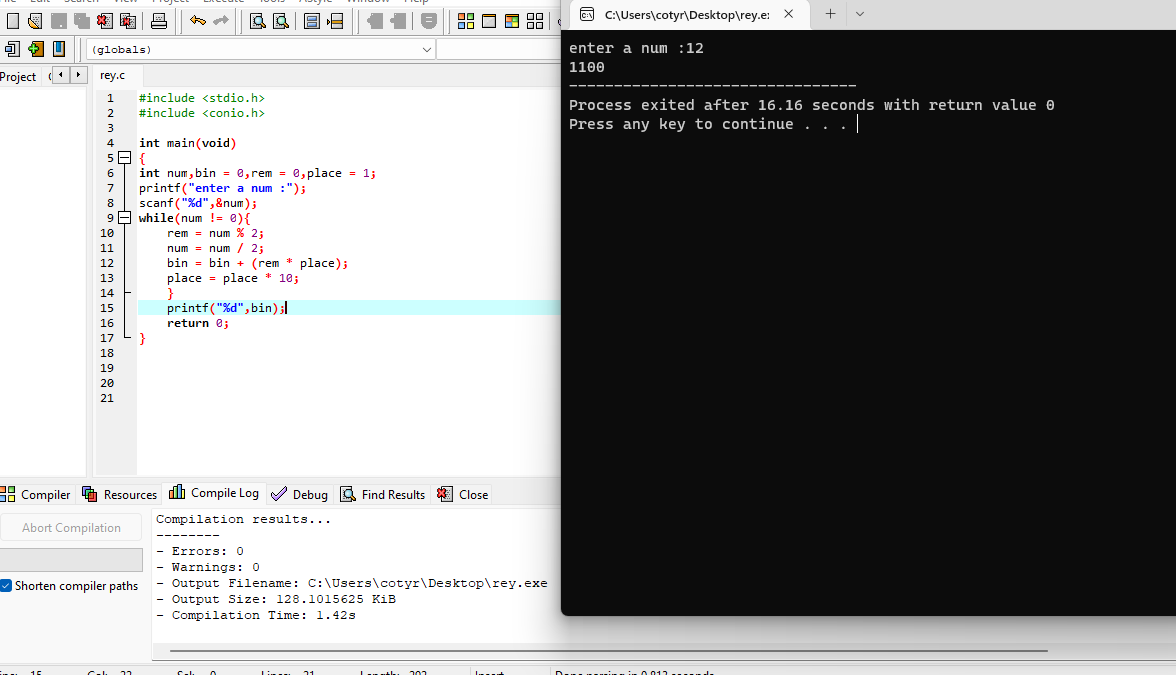 Project
(globals)
rey.c
1 #include <stdio.h>
2 #include <conio.h>
3
4 int main(void)
5 {
6 int num,bin = 0,rem = 0,place = 1;
7 printf("enter a num :");
8 scanf("%d",&num);
9 while(num != 0){
10 rem = num % 2;
11 num = num / 2;
12 bin = bin + (rem * place);
13 place = place * 10;
14 }
15 printf("%d",bin);
16 return 0;
17 }
18
19
20
21
C:\Users\cotyr\Desktop\rey.e
enter a num :12
1100
--------------------------------
Process exited after 16.16 seconds with return value 0
Press any key to continue . . .
Compiler Resources Compile Log Debug Find Results Close
Abort Compilation
Shorten compiler paths
Compilation results...
--------
- Errors: 0
- Warnings: 0
- Output Filename: C:\Users\cotyr\Desktop\rey.exe
- Output Size: 128.1015625 KiB
- Compilation Time: 1.42s